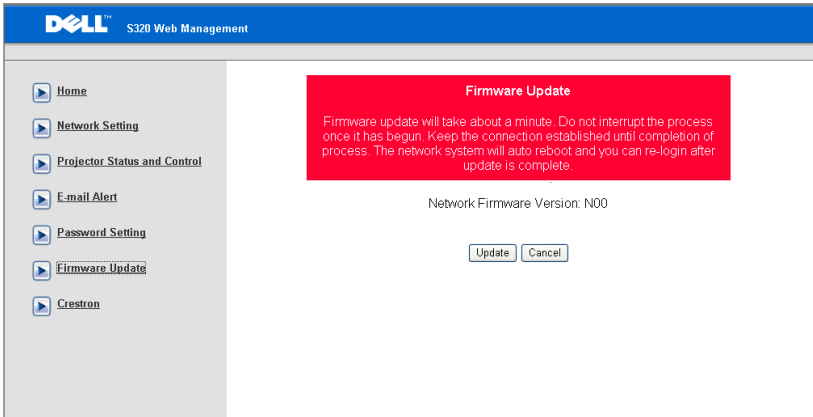 DELL™ S320 Web Management
Home
Network Setting
Projector Status and Control
E-mail Alert
Password Setting
Firmware Update
Crestron
Firmware Update
Firmware update will take about a minute. Do not interrupt the process
once it has begun. Keep the connection established until completion of
process. The network system will auto reboot and you can re-login after
update is complete.
Network Firmware Version: N00
Update Cancel